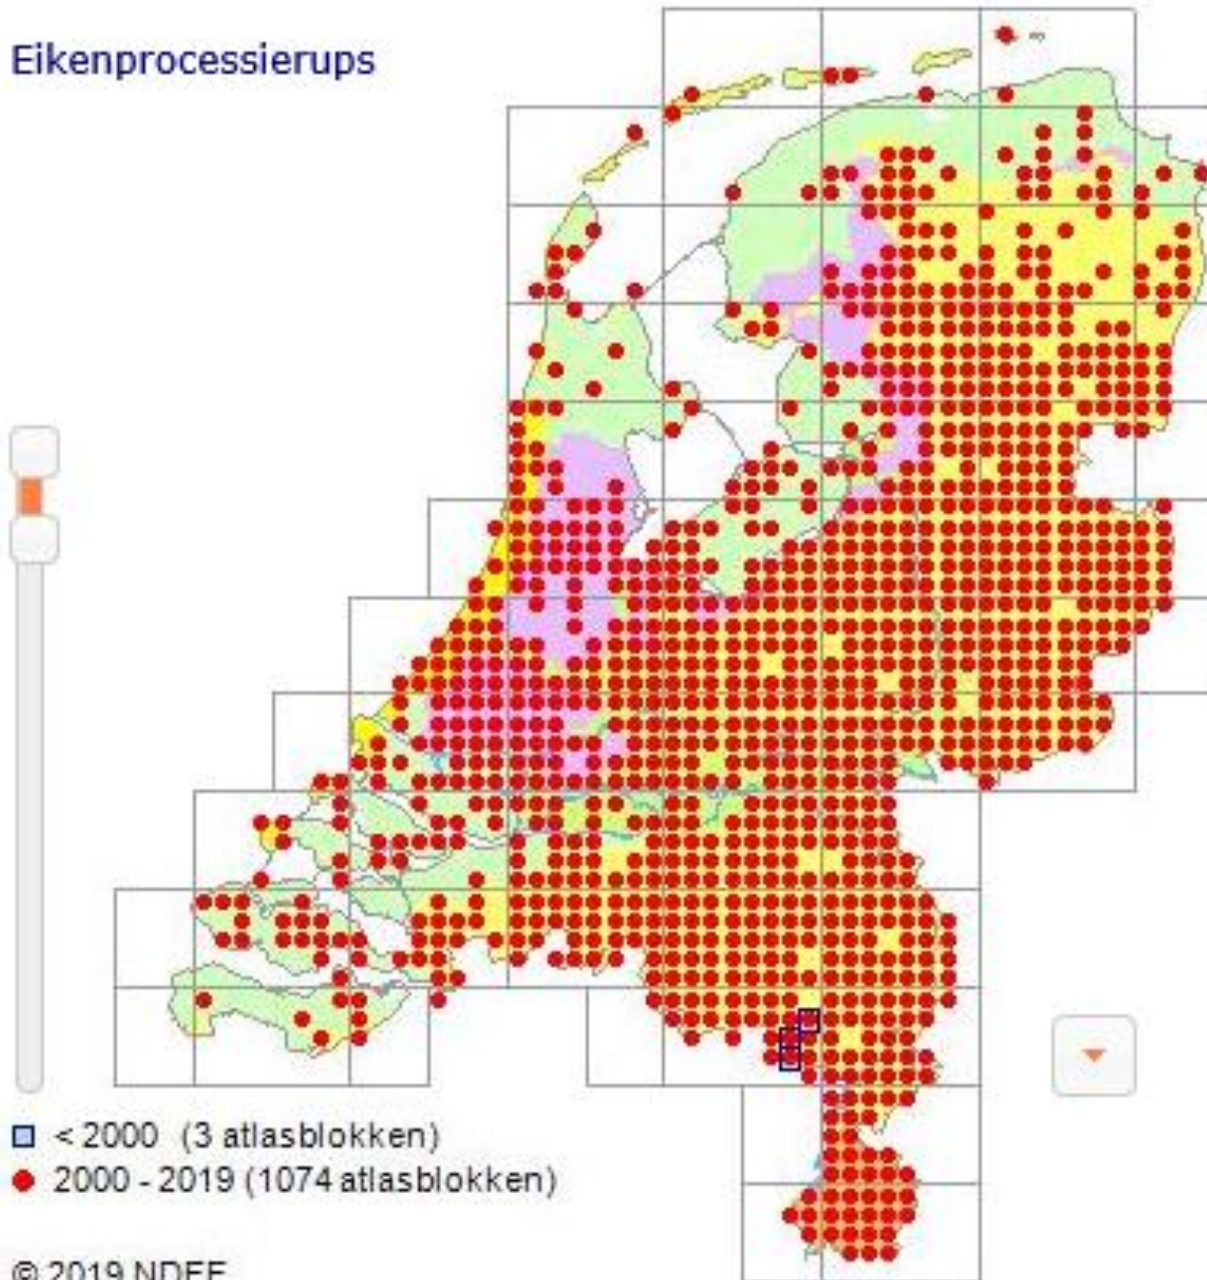 Eikenprocessierups
< 2000 (3 atlasblokken)
2000 - 2019 (1074 atlasblokken)
© 2019 NDFF